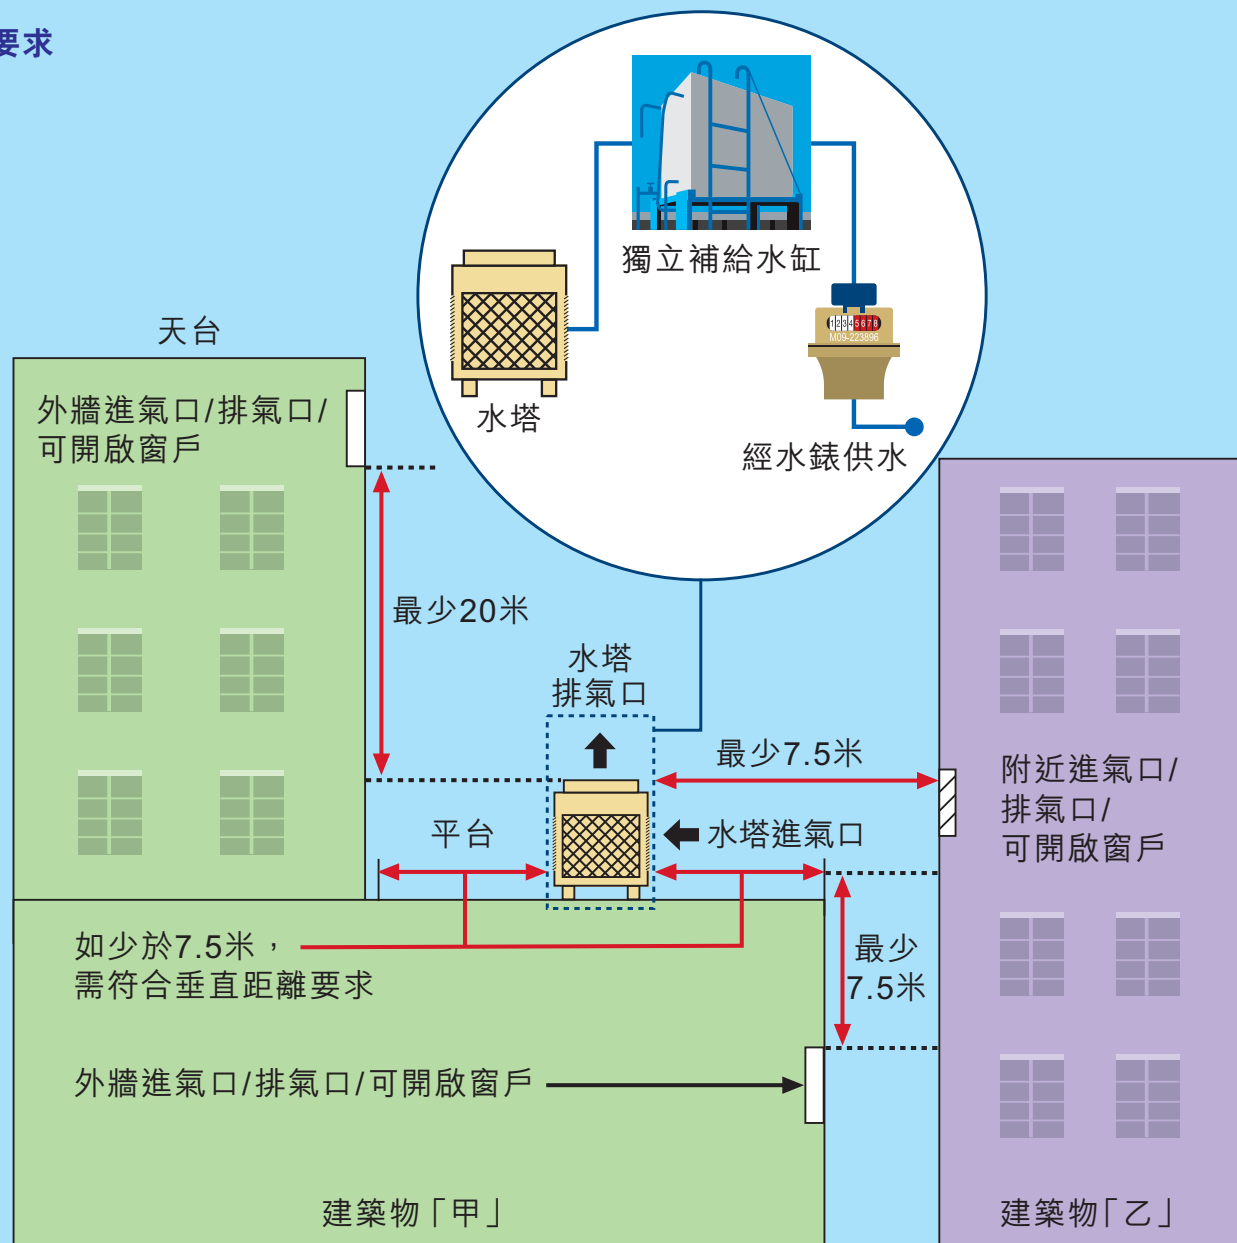 要求
獨立補給水缸
12345678
M09-223896
水塔
經水錶供水
天台
外牆進氣口/排氣口/
可開啟窗戶
最少20米
水塔
排氣口
最少7.5米
附近進氣口/
排氣口/
可開啟窗戶
平台
水塔進氣口
如少於7.5米，
需符合垂直距離要求
最少
7.5米
外牆進氣口/排氣口/可開啟窗戶
建築物「甲」
建築物「乙」